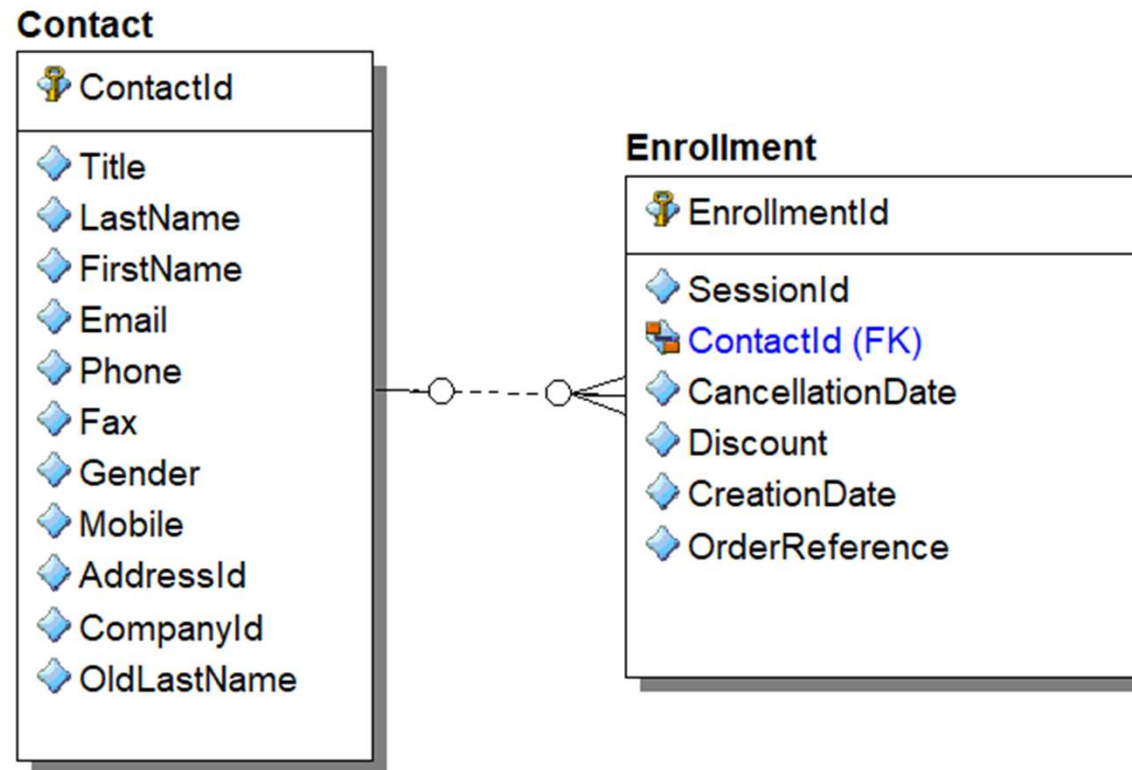 Contact
ContactId
Title
LastName
FirstName
Email
Phone
Fax
Gender
Mobile
AddressId
CompanyId
OldLastName
Enrollment
EnrollmentId
SessionId
ContactId (FK)
CancellationDate
Discount
CreationDate
OrderReference